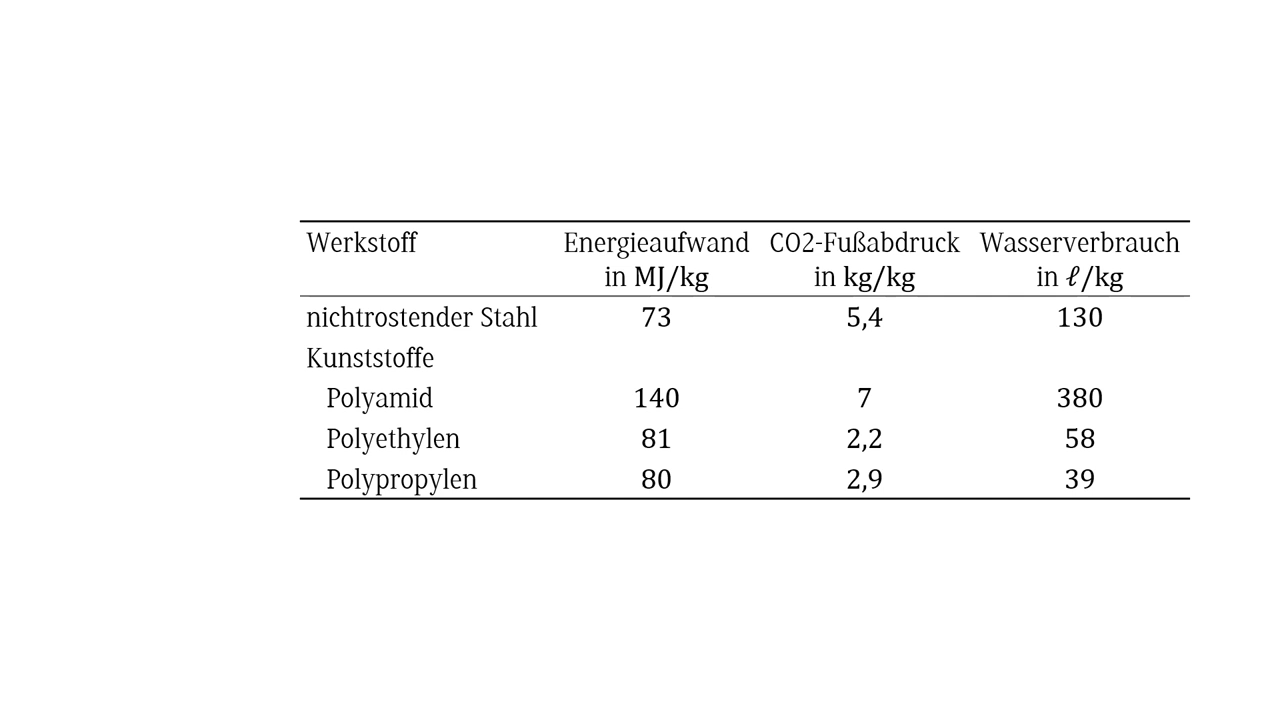 Werkstoff Energieaufwand CO2-Fußabdruck Wasserverbrauch
in MJ/kg in kg/kg in ℓ/kg
nichtrostender Stahl 73 5,4 130
Kunststoffe
Polyamid 140 7 380
Polyethylen 81 2,2 58
Polypropylen 80 2,9 39